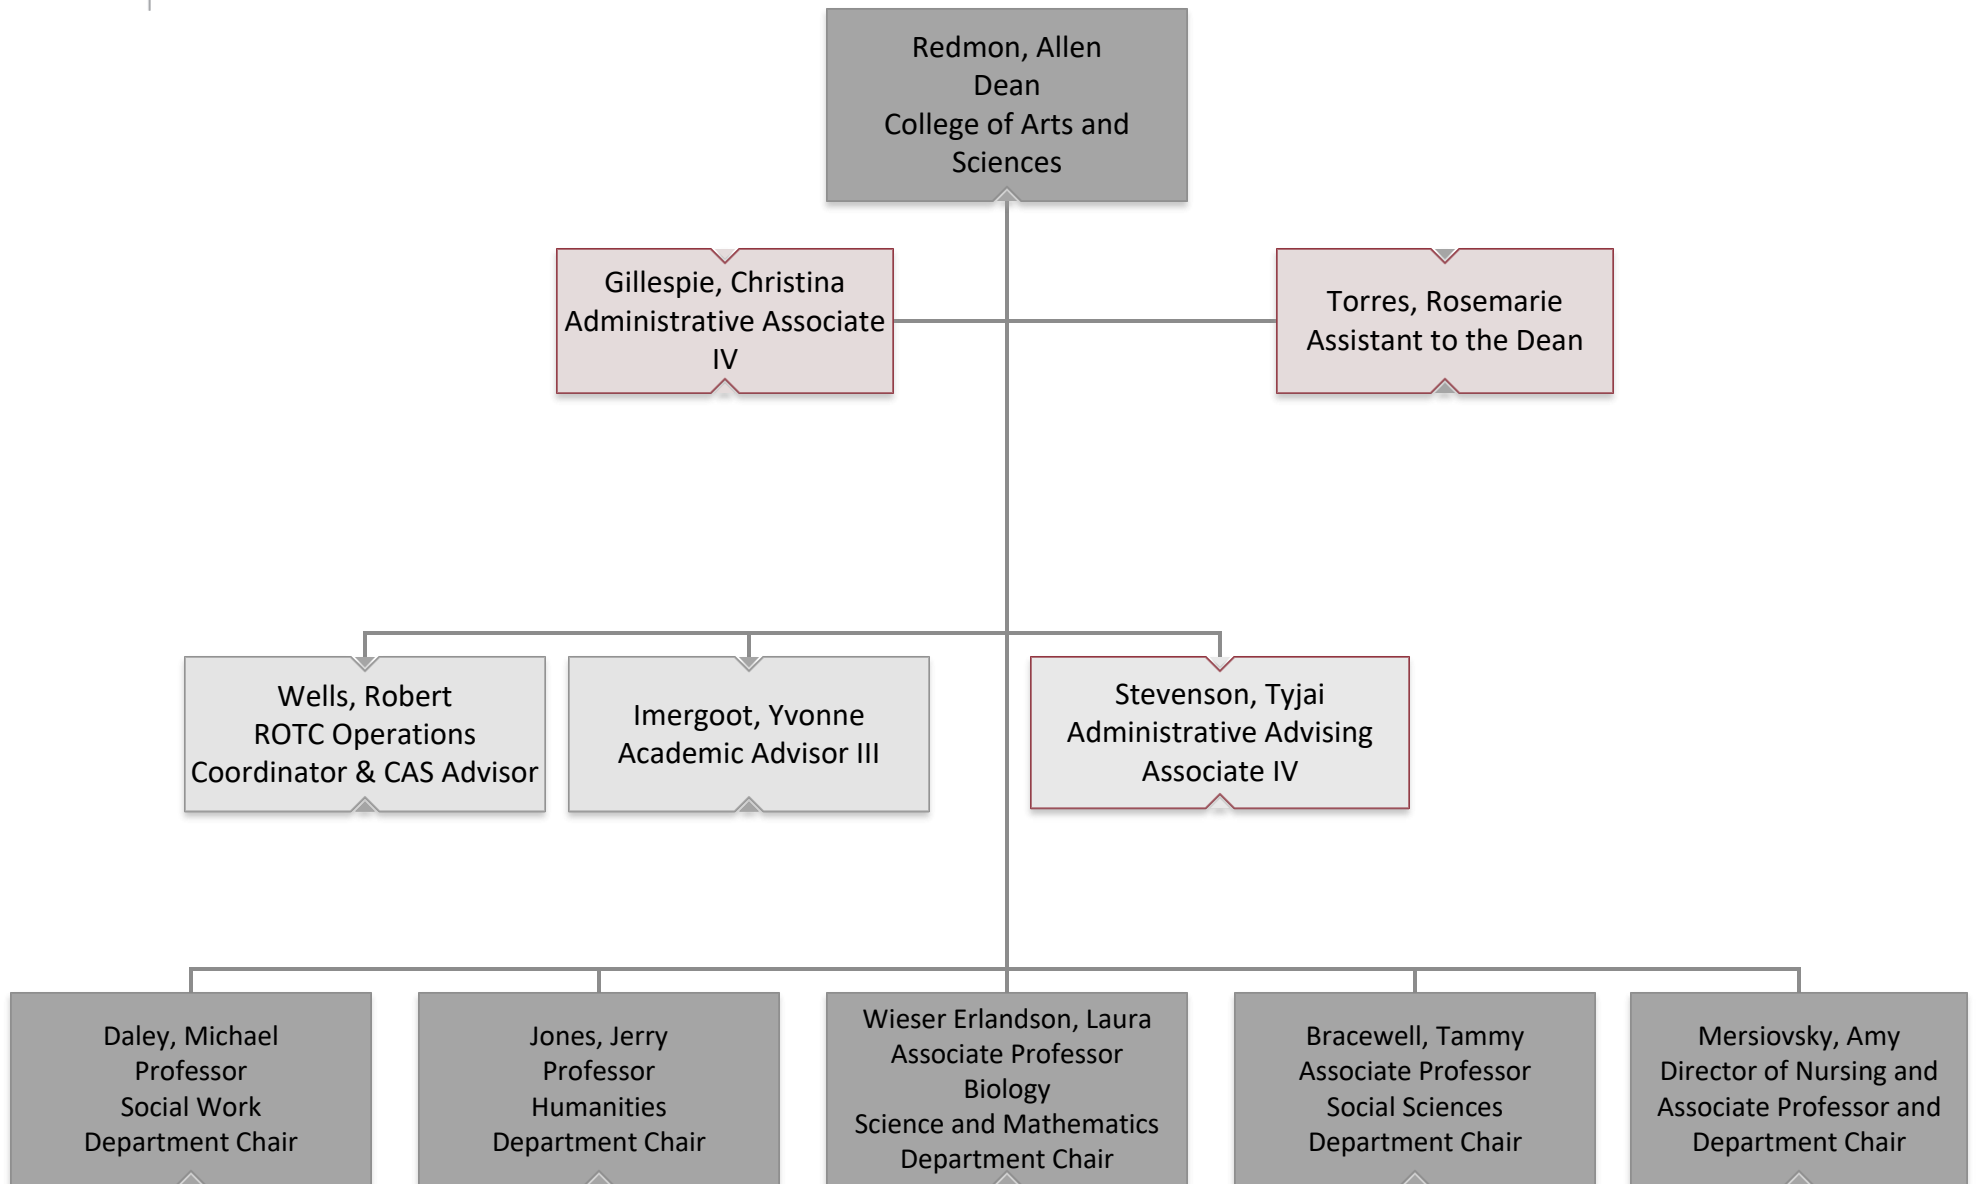 Redmon, Allen
Dean
College of Arts and
Sciences
Gillespie, Christina
Administrative Associate
IV
Torres, Rosemarie
Assistant to the Dean
Wells, Robert
ROTC Operations
Coordinator & CAS Advisor
Imergoot, Yvonne
Academic Advisor III
Stevenson, Tyjai
Administrative Advising
Associate IV
Daley, Michael
Professor
Social Work
Department Chair
Jones, Jerry
Professor
Humanities
Department Chair
Wieser Erlandson, Laura
Associate Professor
Biology
Science and Mathematics
Department Chair
Bracewell, Tammy
Associate Professor
Social Sciences
Department Chair
Mersiovsky, Amy
Director of Nursing and
Associate Professor and
Department Chair